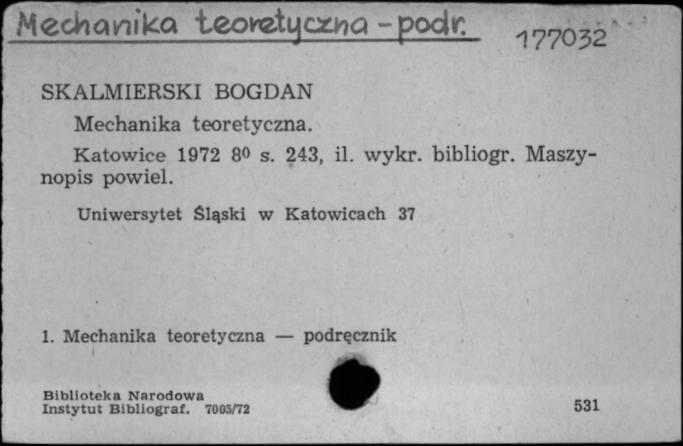 Mechanika teoretyczna - podr.
177032
SKALMIERSKI BOGDAN
Mechanika teoretyczna.
Katowice 1972 8⁰ s. 243, il. wykr. bibliogr. Maszy-
nopis powiel.
Uniwersytet Śląski w Katowicach 37
1. Mechanika teoretyczna — podręcznik
Biblioteka Narodowa
Instytut Bibliograf. 7005/72
531